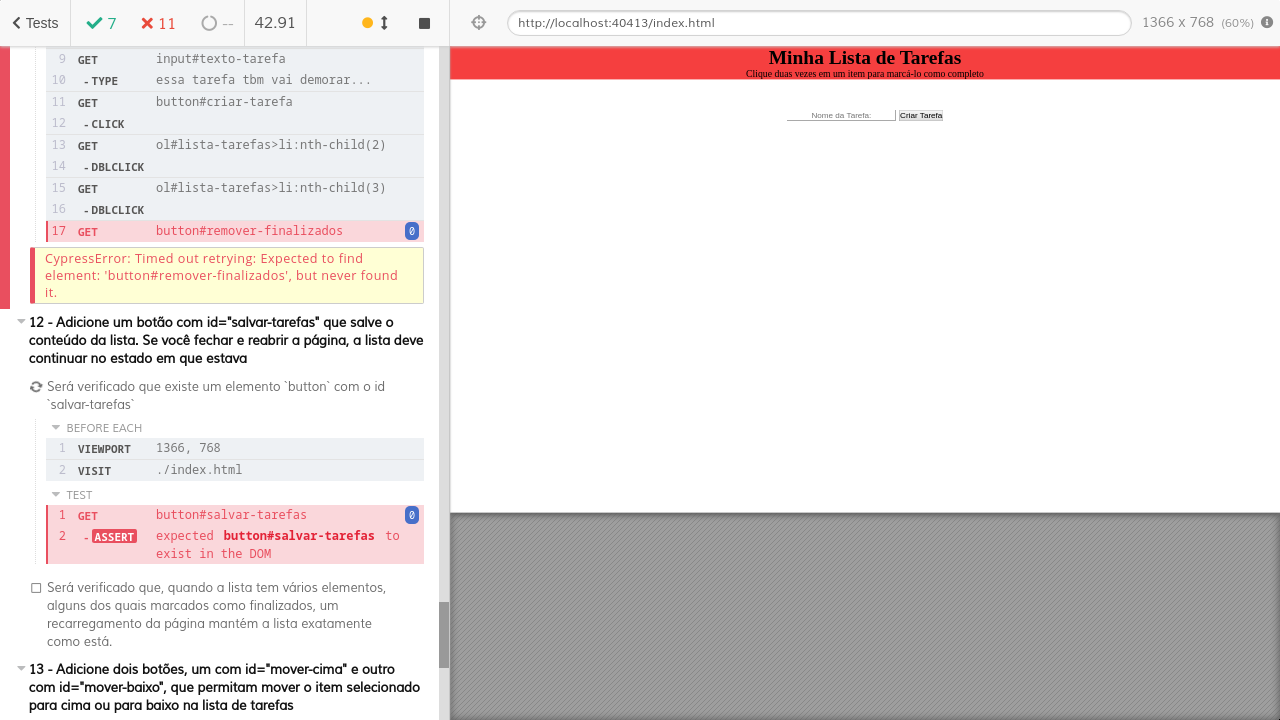 Tests 7 11 -- 42.91
http://localhost:40413/index.html 1366 x 768 (60%)
9 GET input#texto-tarefa
10 - TYPE essa tarefa tbm vai demorar...
11 GET button#criar-tarefa
12 - CLICK
13 GET ol#lista-tarefas>li:nth-child(2)
14 - DBLCLICK
15 GET ol#lista-tarefas>li:nth-child(3)
16 - DBLCLICK
17 GET button#remover-finalizados 0
CypressError: Timed out retrying: Expected to find
element: 'button#remover-finalizados', but never found
it.
12 - Adicione um botão com id="salvar-tarefas" que salve o
conteúdo da lista. Se você fechar e reabrir a página, a lista deve
continuar no estado em que estava
Será verificado que existe um elemento `button` com o id
`salvar-tarefas`
BEFORE EACH
1 VIEWPORT 1366, 768
2 VISIT ./index.html
TEST
1 GET button#salvar-tarefas 0
2 - ASSERT expected button#salvar-tarefas to
exist in the DOM
Será verificado que, quando a lista tem vários elementos,
alguns dos quais marcados como finalizados, um
recarregamento da página mantém a lista exatamente
como está.
13 - Adicione dois botões, um com id="mover-cima" e outro
com id="mover-baixo", que permitam mover o item selecionado
para cima ou para baixo na lista de tarefas
Minha Lista de Tarefas
Clique duas vezes em um item para marcá-lo como completo
Nome da Tarefa: Criar Tarefa